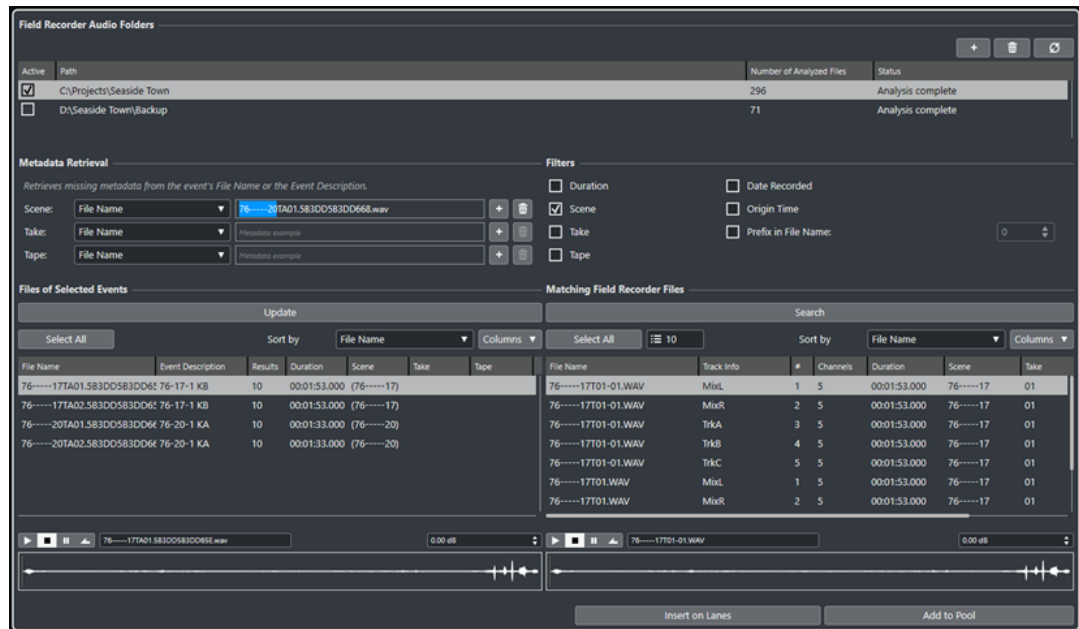 Field Recorder Audio Folders
+
Active Path Number of Analyzed Files Status
C:\Projects\Seaside Town 296 Analysis complete
D:\Seaside Town\Backup 71 Analysis complete
Metadata Retrieval
Retrieves missing metadata from the event's File Name or the Event Description.
Scene: File Name 76-----20TA01.5B3DD5B3DD668.wav +
Take: File Name Metadata example +
Tape: File Name Metadata example +
Filters
Duration Date Recorded
Scene Origin Time
Take Prefix in File Name: 0
Tape
Files of Selected Events
Update
Select All Sort by File Name Columns
File Name Event Description Results Duration Scene Take Tape
76-----17TA01.5B3DD5B3DD65 76-17-1 KB 10 00:01:53.000 (76-----17)
76-----17TA02.5B3DD5B3DD65 76-17-1 KB 10 00:01:53.000 (76-----17)
76-----20TA01.5B3DD5B3DD66 76-20-1 KA 10 00:01:33.000 (76-----20)
76-----20TA02.5B3DD5B3DD66 76-20-1 KA 10 00:01:33.000 (76-----20)
76-----17TA01.5B3DD5B3DD65E.wav 0.00 dB
Matching Field Recorder Files
Search
Select All 10 Sort by File Name Columns
File Name Track Info # Channels Duration Scene Take
76-----17T01-01.WAV MixL 1 5 00:01:53.000 76-----17 01
76-----17T01-01.WAV MixR 2 5 00:01:53.000 76-----17 01
76-----17T01-01.WAV TrkA 3 5 00:01:53.000 76-----17 01
76-----17T01-01.WAV TrkB 4 5 00:01:53.000 76-----17 01
76-----17T01-01.WAV TrkC 5 5 00:01:53.000 76-----17 01
76-----17T01.WAV MixL 1 5 00:01:53.000 76-----17 01
76-----17T01.WAV MixR 2 5 00:01:53.000 76-----17 01
76-----17T01-01.WAV 0.00 dB
Insert on Lanes Add to Pool